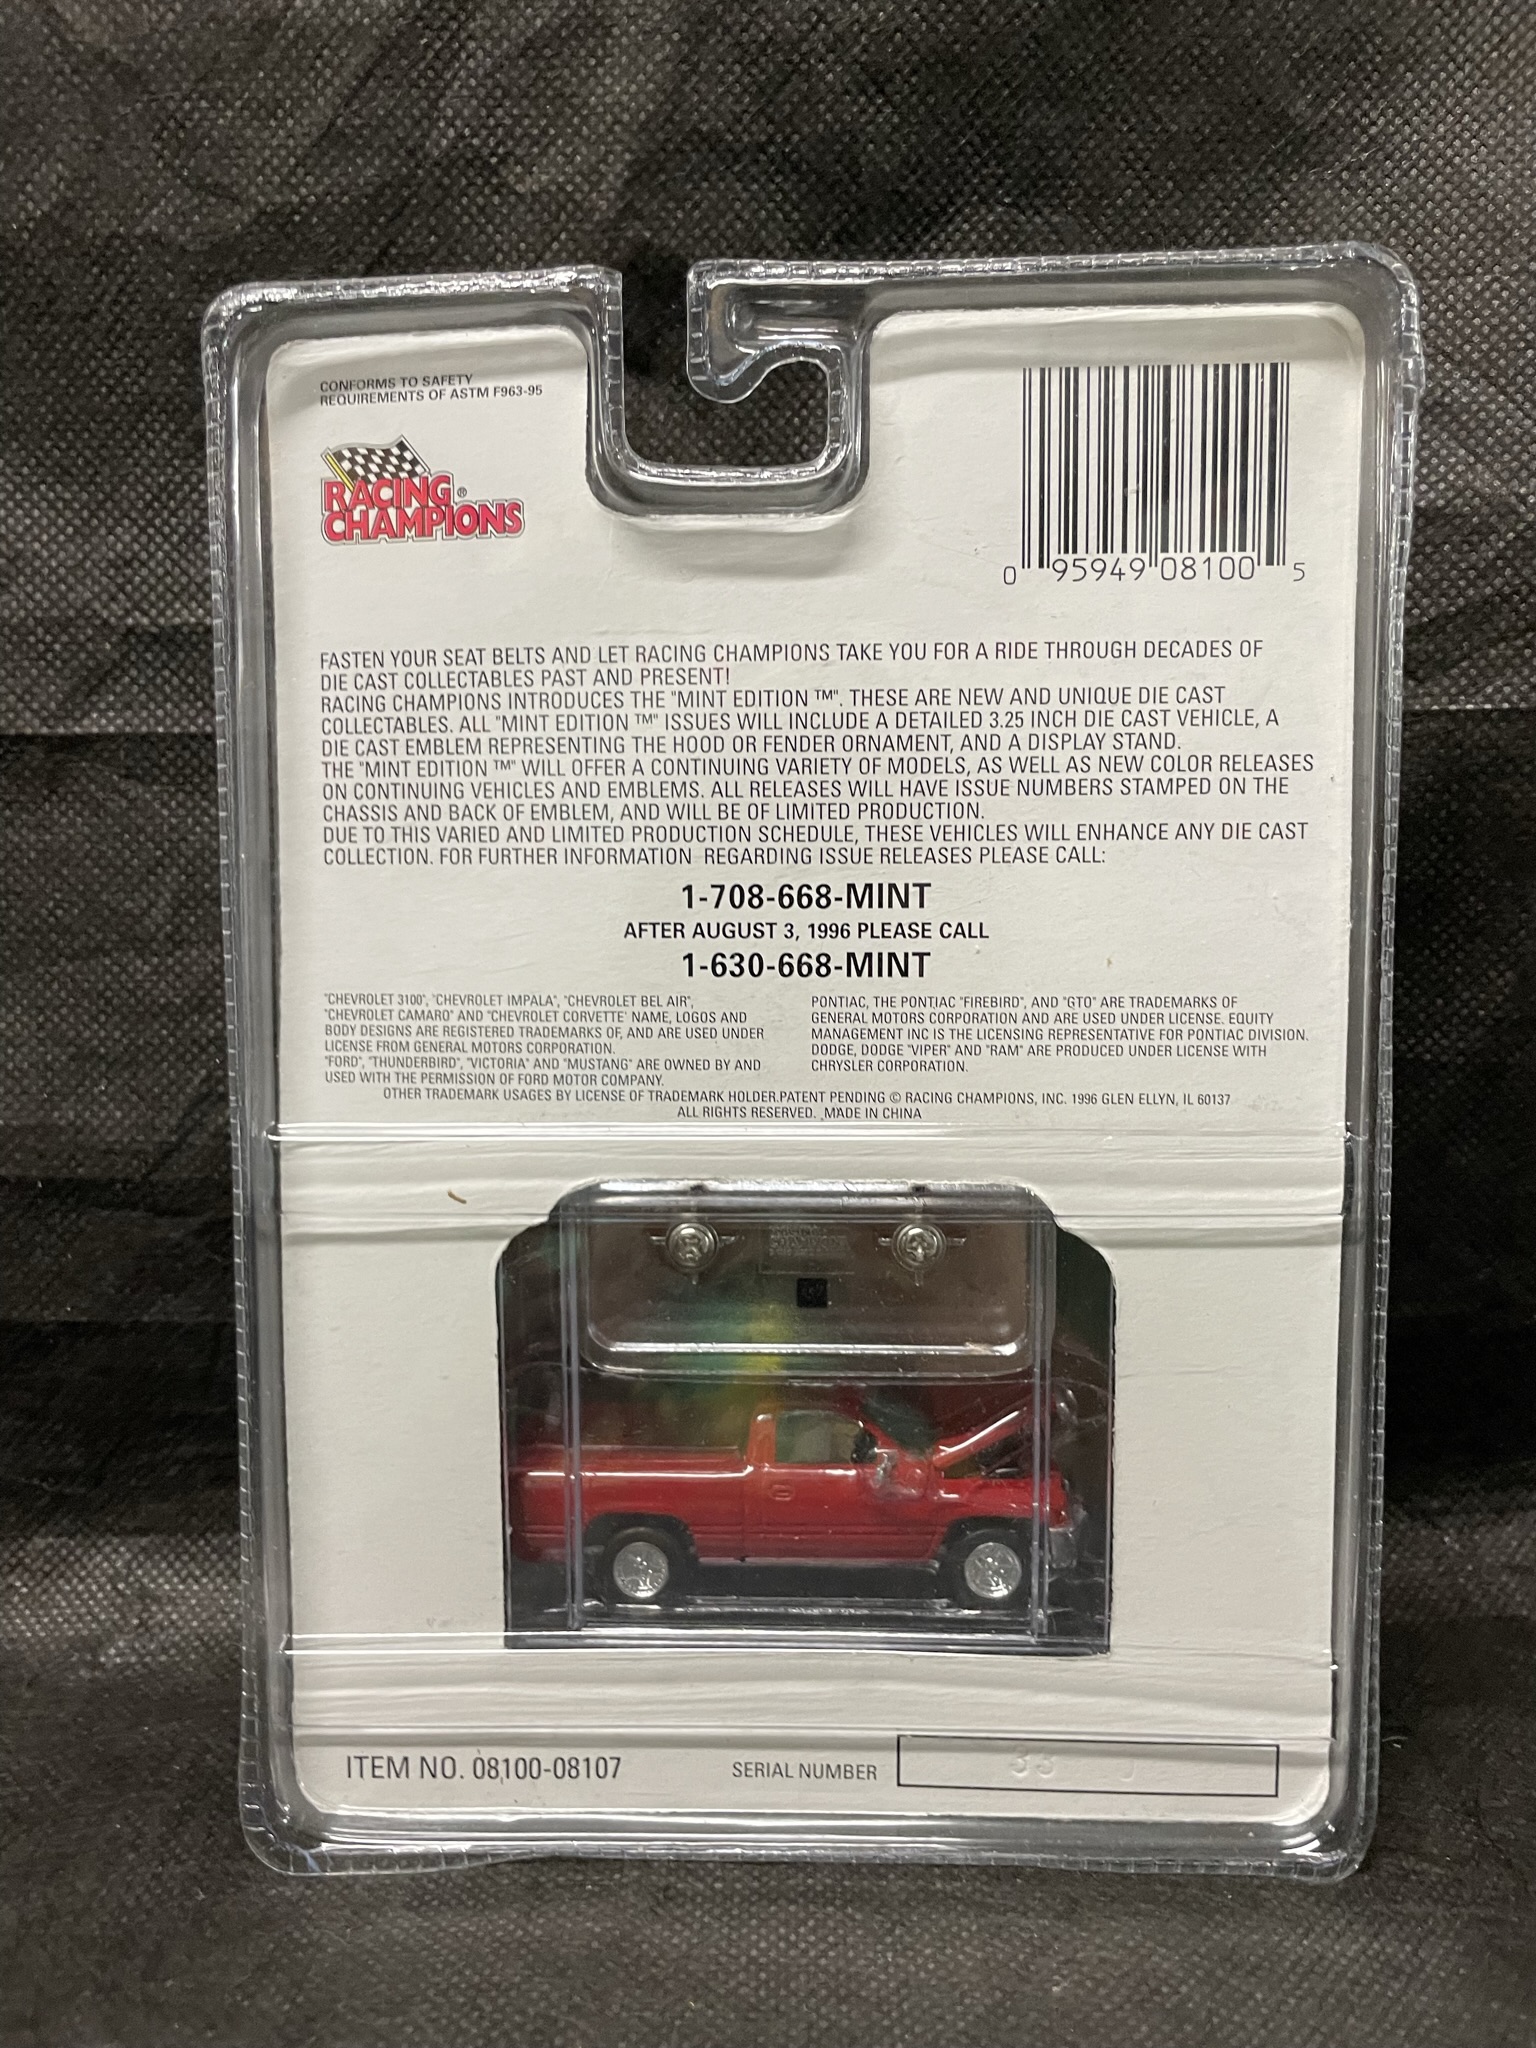 CONFORMS TO SAFETY
REQUIREMENTS OF ASTM F963-95
RACING®
CHAMPIONS
0 95949 08100 5
FASTEN YOUR SEAT BELTS AND LET RACING CHAMPIONS TAKE YOU FOR A RIDE THROUGH DECADES OF
DIE CAST COLLECTABLES PAST AND PRESENT!
RACING CHAMPIONS INTRODUCES THE "MINT EDITION ™". THESE ARE NEW AND UNIQUE DIE CAST
COLLECTABLES. ALL "MINT EDITION ™" ISSUES WILL INCLUDE A DETAILED 3.25 INCH DIE CAST VEHICLE, A
DIE CAST EMBLEM REPRESENTING THE HOOD OR FENDER ORNAMENT, AND A DISPLAY STAND.
THE "MINT EDITION ™" WILL OFFER A CONTINUING VARIETY OF MODELS, AS WELL AS NEW COLOR RELEASES
ON CONTINUING VEHICLES AND EMBLEMS. ALL RELEASES WILL HAVE ISSUE NUMBERS STAMPED ON THE
CHASSIS AND BACK OF EMBLEM, AND WILL BE OF LIMITED PRODUCTION.
DUE TO THIS VARIED AND LIMITED PRODUCTION SCHEDULE, THESE VEHICLES WILL ENHANCE ANY DIE CAST
COLLECTION. FOR FURTHER INFORMATION REGARDING ISSUE RELEASES PLEASE CALL:
1-708-668-MINT
AFTER AUGUST 3, 1996 PLEASE CALL
1-630-668-MINT
"CHEVROLET 3100", "CHEVROLET IMPALA", "CHEVROLET BEL AIR",
"CHEVROLET CAMARO" AND "CHEVROLET CORVETTE' NAME, LOGOS AND
BODY DESIGNS ARE REGISTERED TRADEMARKS OF, AND ARE USED UNDER
LICENSE FROM GENERAL MOTORS CORPORATION.
"FORD", "THUNDERBIRD", "VICTORIA" AND "MUSTANG" ARE OWNED BY AND
USED WITH THE PERMISSION OF FORD MOTOR COMPANY.
PONTIAC, THE PONTIAC "FIREBIRD", AND "GTO" ARE TRADEMARKS OF
GENERAL MOTORS CORPORATION AND ARE USED UNDER LICENSE. EQUITY
MANAGEMENT INC IS THE LICENSING REPRESENTATIVE FOR PONTIAC DIVISION.
DODGE, DODGE "VIPER" AND "RAM" ARE PRODUCED UNDER LICENSE WITH
CHRYSLER CORPORATION.
OTHER TRADEMARK USAGES BY LICENSE OF TRADEMARK HOLDER.PATENT PENDING © RACING CHAMPIONS, INC. 1996 GLEN ELLYN, IL 60137
ALL RIGHTS RESERVED. MADE IN CHINA
ITEM NO. 08100-08107
SERIAL NUMBER